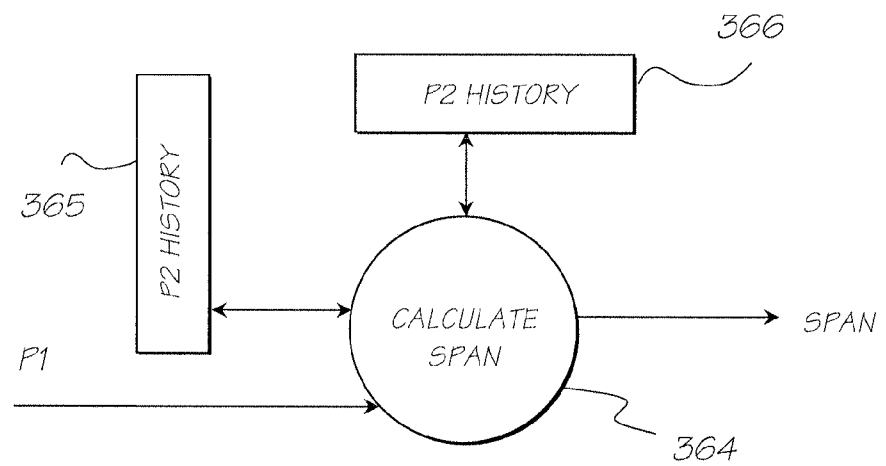 366
P2 HISTORY
365
P2 HISTORY
CALCULATE
SPAN
SPAN
P1
364